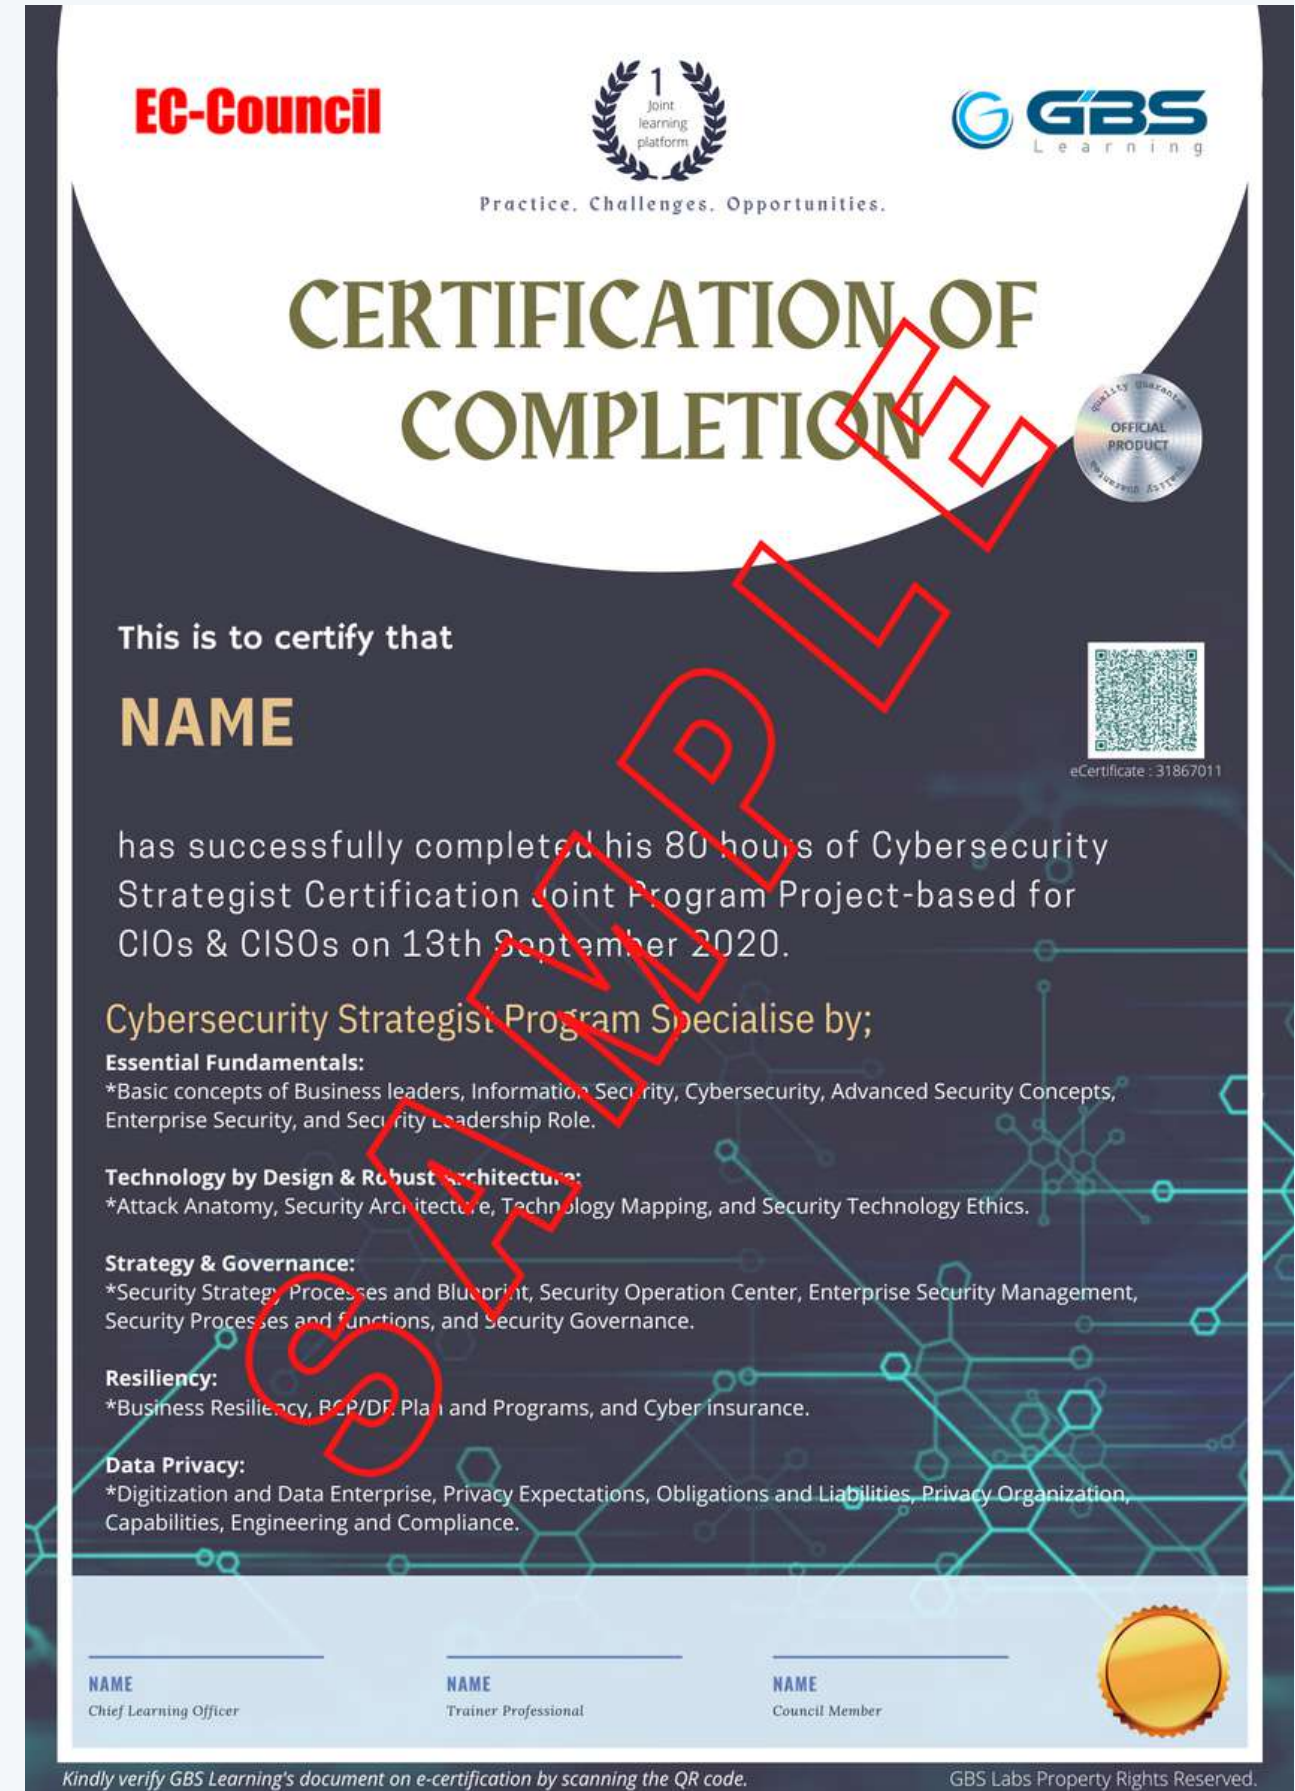 EC-Council
1
Joint
learning
platform
GBS
Learning
Practice. Challenges. Opportunities.
CERTIFICATION OF
COMPLETION
quality Guarantee
OFFICIAL
PRODUCT
quality guarantee
SAMPLE
This is to certify that
NAME
eCertificate : 31867011
has successfully completed his 80 hours of Cybersecurity
Strategist Certification Joint Program Project-based for
CIOs & CISOs on 13th September 2020.
Cybersecurity Strategist Program Specialise by;
Essential Fundamentals:
*Basic concepts of Business leaders, Information Security, Cybersecurity, Advanced Security Concepts,
Enterprise Security, and Security Leadership Role.
Technology by Design & Robust Architecture:
*Attack Anatomy, Security Architecture, Technology Mapping, and Security Technology Ethics.
Strategy & Governance:
*Security Strategy Processes and Blueprint, Security Operation Center, Enterprise Security Management,
Security Processes and functions, and Security Governance.
Resiliency:
*Business Resiliency, BCP/DR Plan and Programs, and Cyber insurance.
Data Privacy:
*Digitization and Data Enterprise, Privacy Expectations, Obligations and Liabilities, Privacy Organization,
Capabilities, Engineering and Compliance.
NAME
Chief Learning Officer
NAME
Trainer Professional
NAME
Council Member
Kindly verify GBS Learning's document on e-certification by scanning the QR code.
GBS Labs Property Rights Reserved.